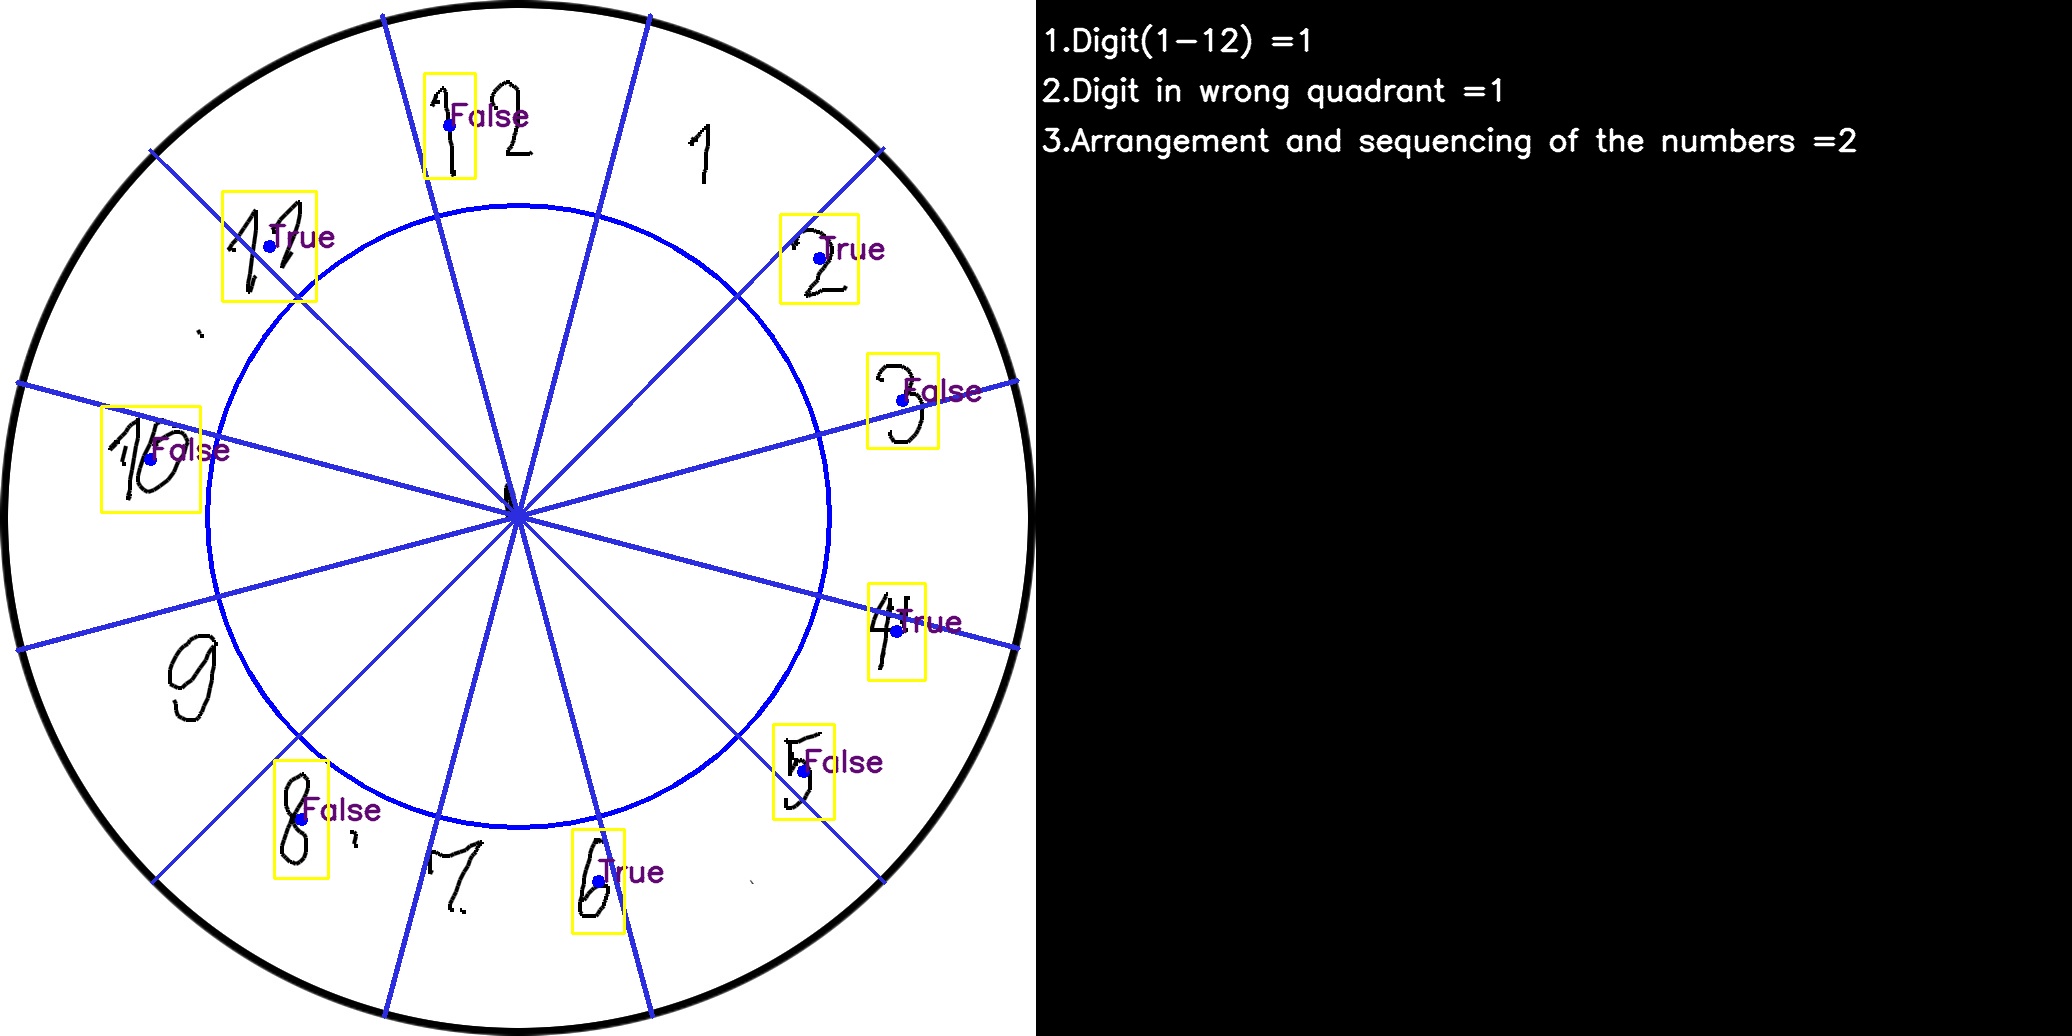 1.Digit(1-12) =1
2.Digit in wrong quadrant =1
3.Arrangement and sequencing of the numbers =2
12
False
1
11
True
2
True
3
False
10
False
4
True
9
5
False
8
False
7
6
True